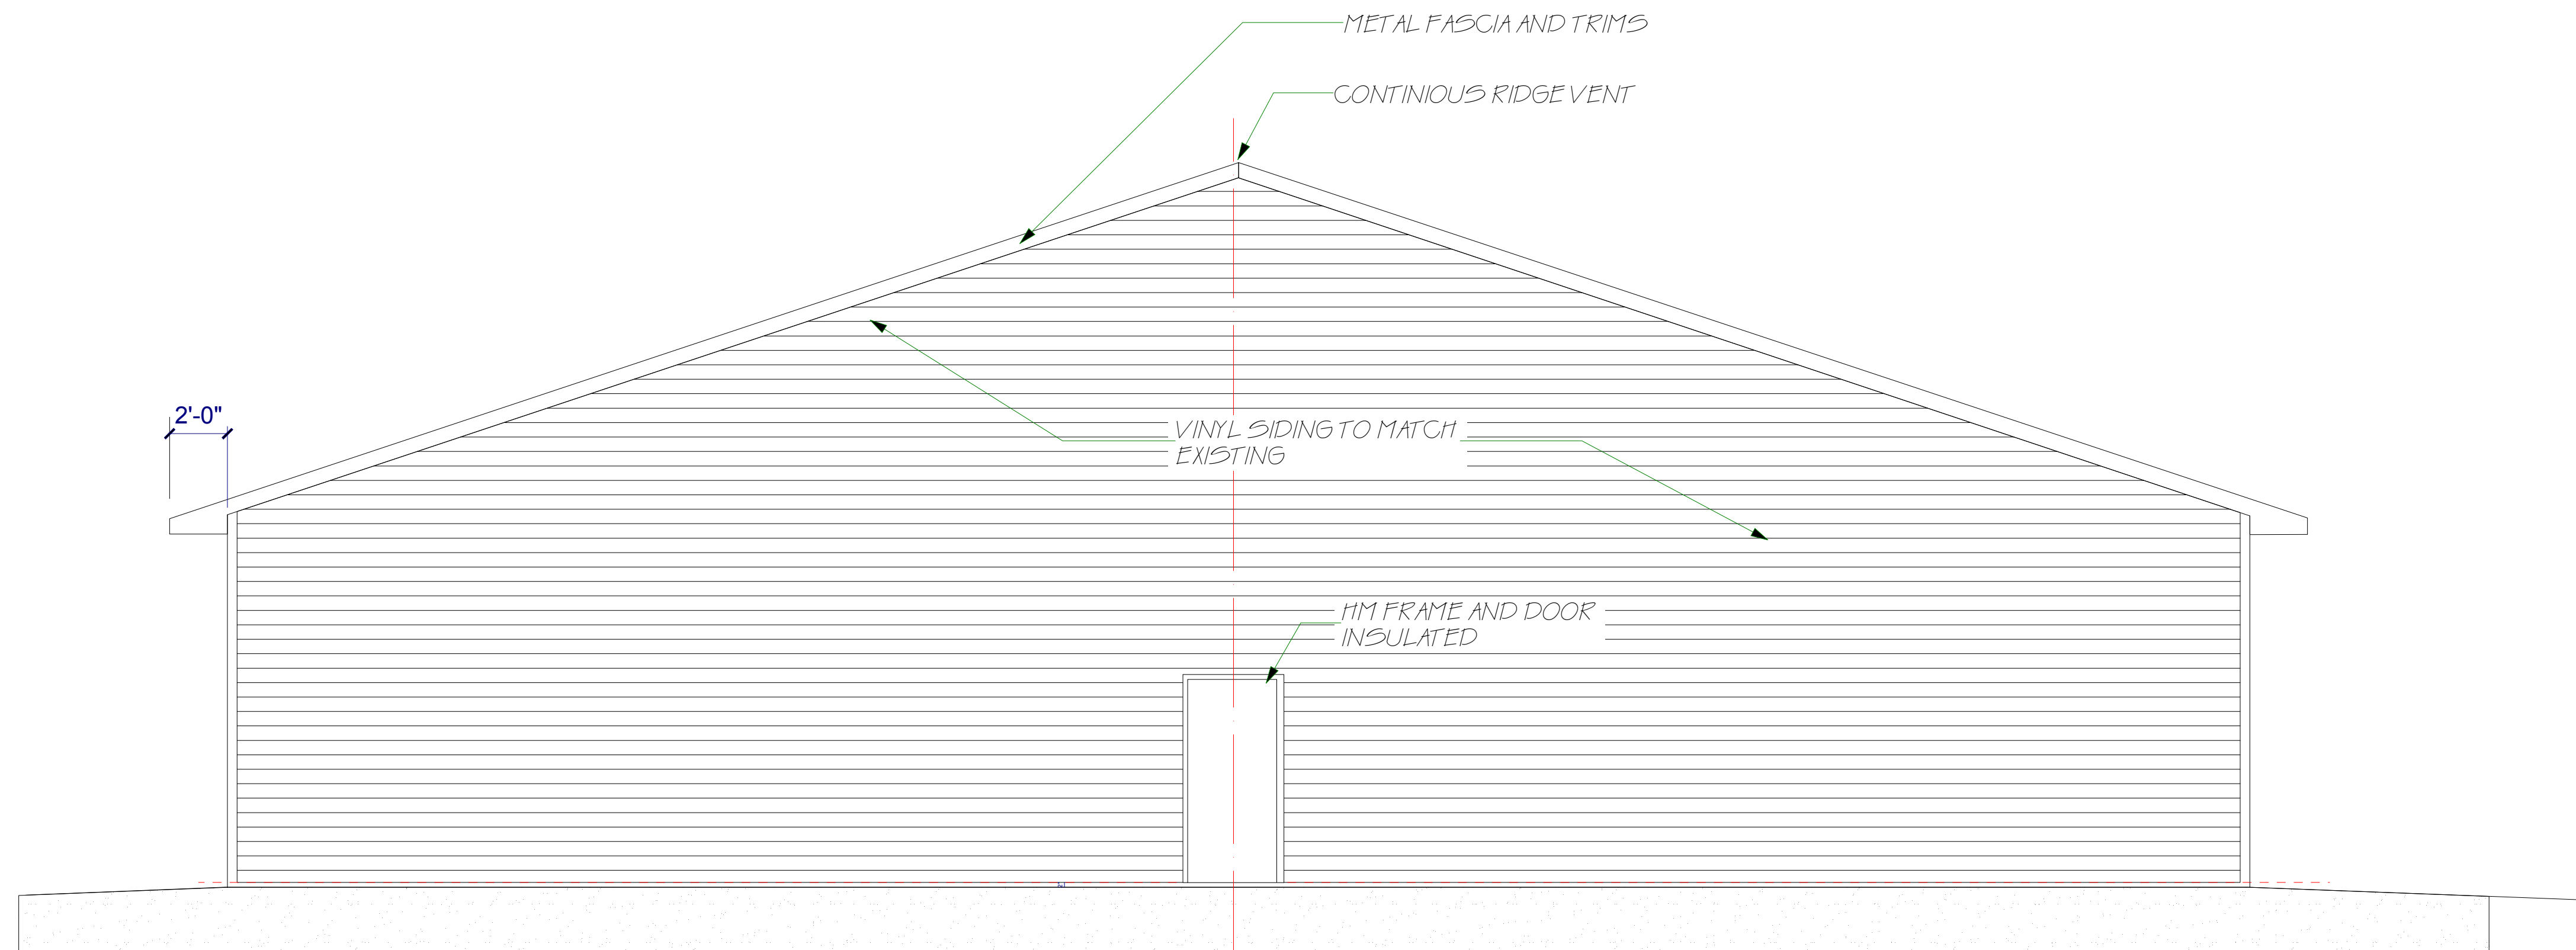 METAL FASCIA AND TRIMS
CONTINIOUS RIDGE VENT
2'-0"
VINYL SIDING TO MATCH
EXISTING
HM FRAME AND DOOR
INSULATED